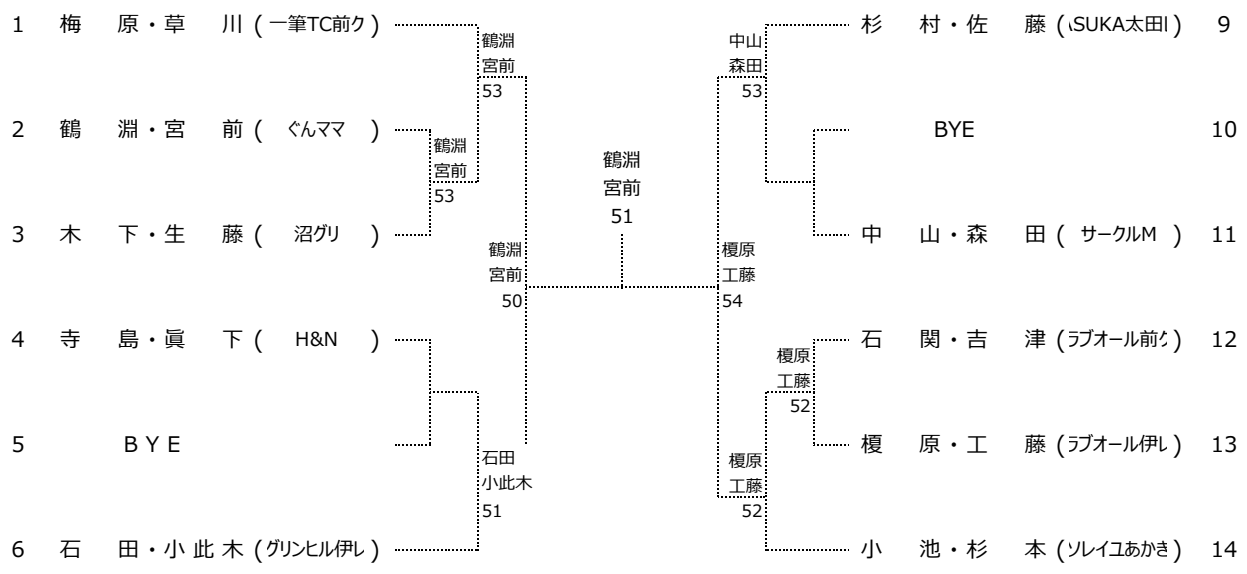 1 梅 原・草 川 ( 一筆TC前ク )
鶴淵
宮前
53
2 鶴 淵・宮 前 ( ぐんママ )
鶴淵
宮前
53
3 木 下・生 藤 ( 沼グリ )
鶴淵
宮前
50
4 寺 島・眞 下 ( H&N )
5 BYE
石田
小此木
51
6 石 田・小此木 ( グリンヒル伊レ )
鶴淵
宮前
51
杉 村・佐 藤 ( SUKA太田 ) 9
中山
森田
53
BYE 10
中 山・森 田 ( サークルM ) 11
榎原
工藤
54
石 関・吉 津 ( ラブオール前ク ) 12
榎原
工藤
52
榎 原・工 藤 ( ラブオール伊レ ) 13
榎原
工藤
52
小 池・杉 本 ( ソレイユあかき ) 14